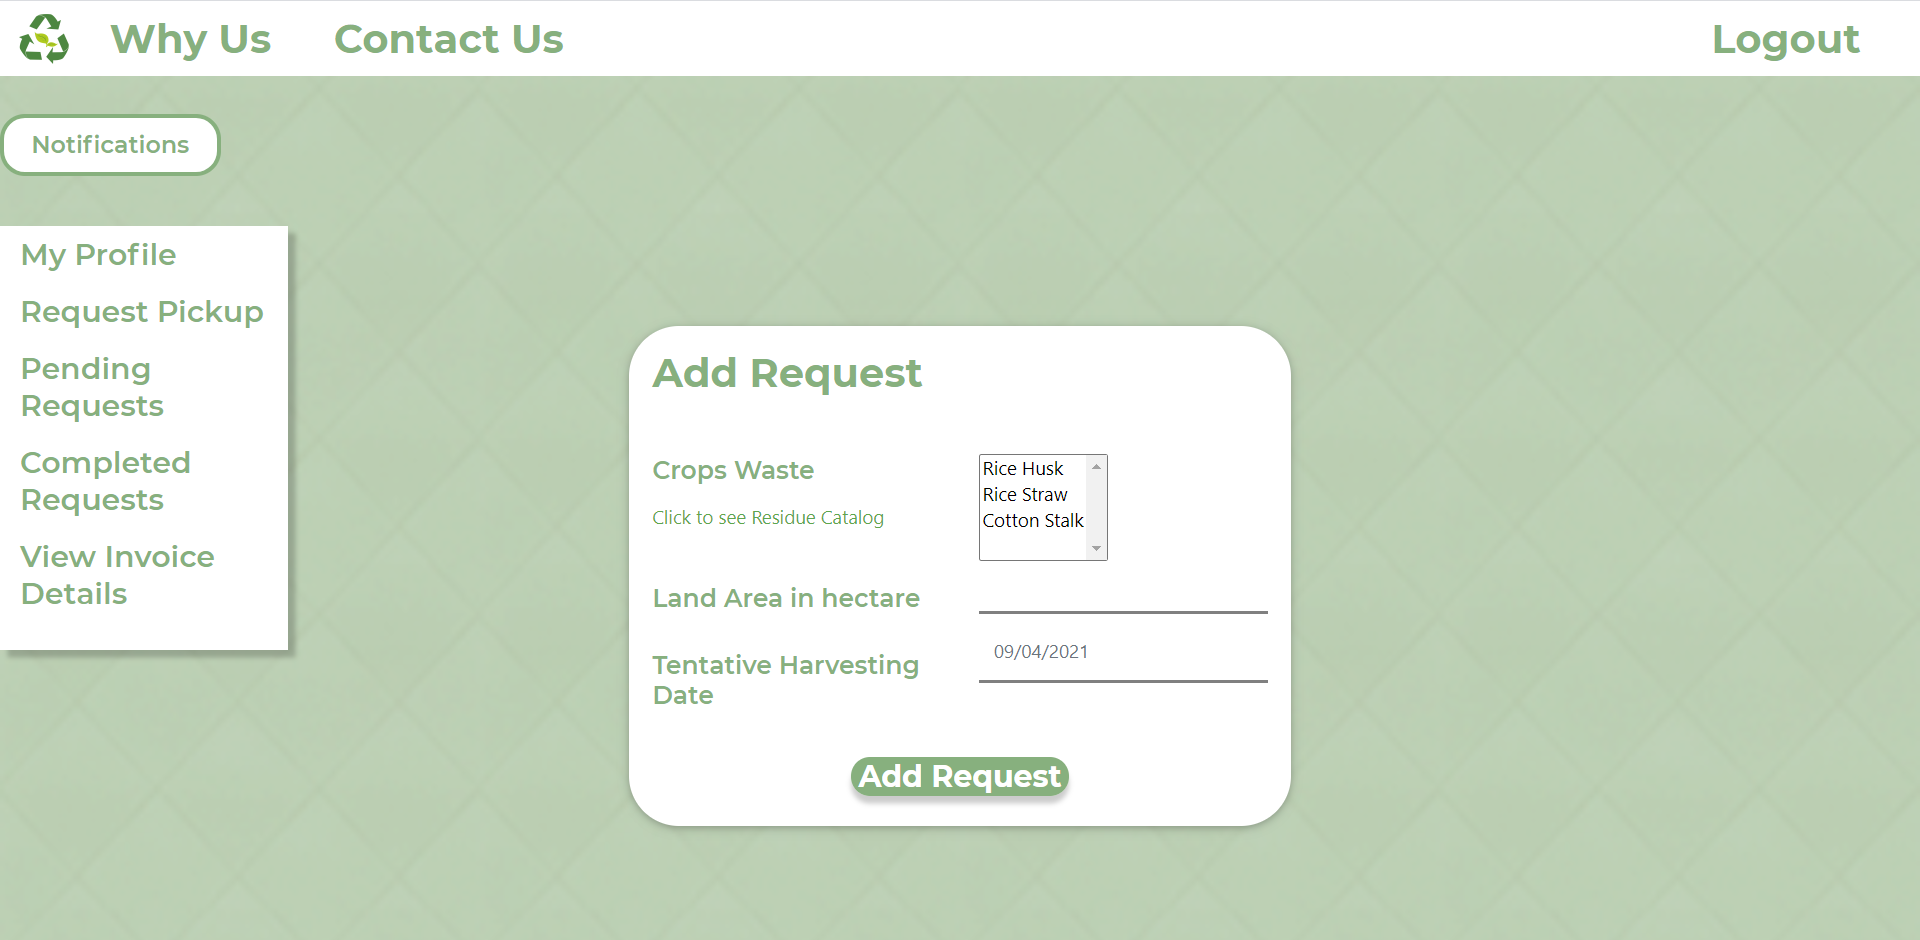 Why Us
Contact Us
Logout
Notifications
My Profile
Request Pickup
Pending
Requests
Completed
Requests
View Invoice
Details
Add Request
Crops Waste
Click to see Residue Catalog
Rice Husk
Rice Straw
Cotton Stalk
Land Area in hectare
Tentative Harvesting
Date
09/04/2021
Add Request